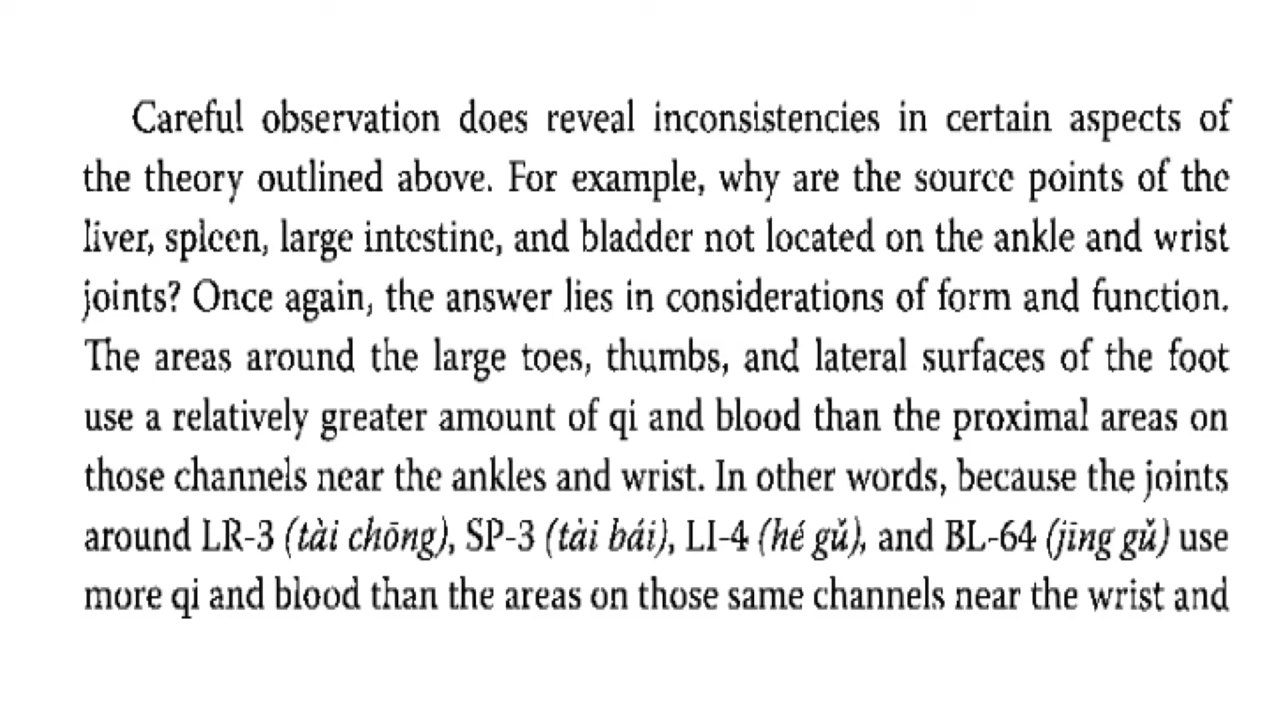 Careful observation does reveal inconsistencies in certain aspects of
the theory outlined above. For example, why are the source points of the
liver, spleen, large intestine, and bladder not located on the ankle and wrist
joints? Once again, the answer lies in considerations of form and function.
The areas around the large toes, thumbs, and lateral surfaces of the foot
use a relatively greater amount of qi and blood than the proximal areas on
those channels near the ankles and wrist. In other words, because the joints
around LR-3 (tài chōng), SP-3 (tài bái), LI-4 (hé gǔ), and BL-64 (jīng gǔ) use
more qi and blood than the areas on those same channels near the wrist and